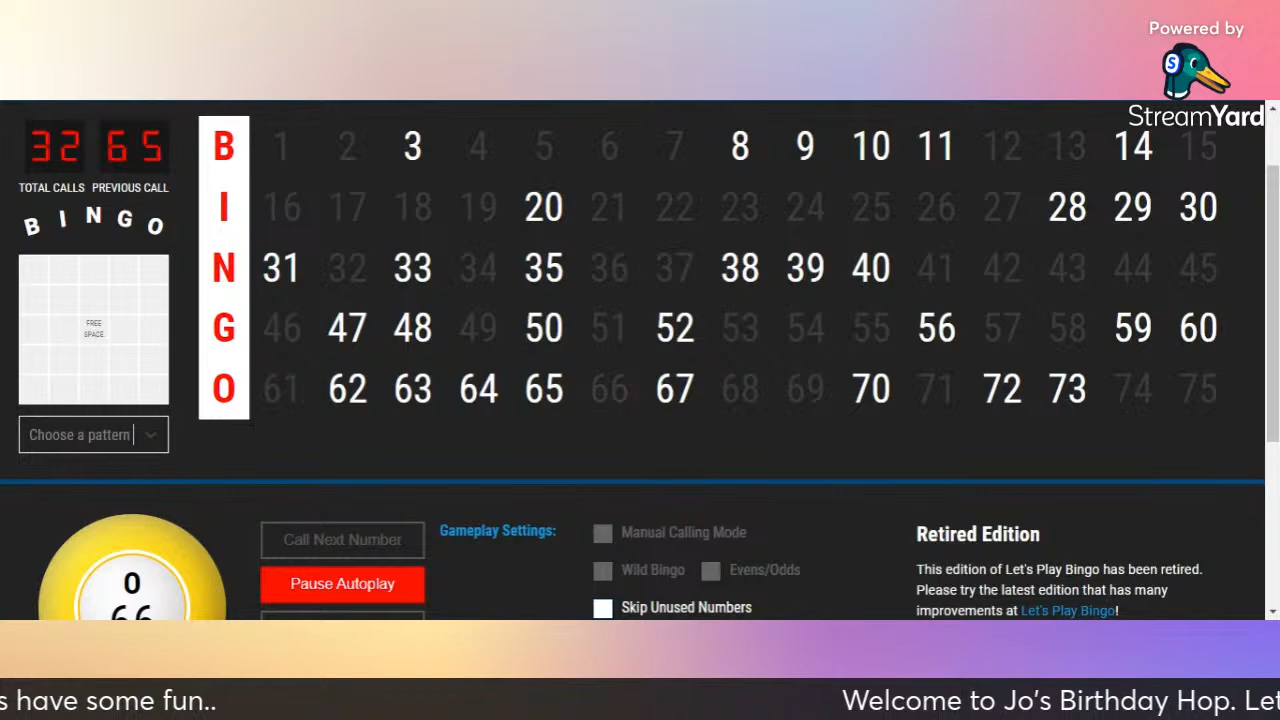 Powered by
S
StreamYard
32 65
TOTAL CALLS PREVIOUS CALL
B I N G O
FREE
SPACE
Choose a pattern
B 1 2 3 4 5 6 7 8 9 10 11 12 13 14 15
I 16 17 18 19 20 21 22 23 24 25 26 27 28 29 30
N 31 32 33 34 35 36 37 38 39 40 41 42 43 44 45
G 46 47 48 49 50 51 52 53 54 55 56 57 58 59 60
O 61 62 63 64 65 66 67 68 69 70 71 72 73 74 75
O
66
Call Next Number
Pause Autoplay
Gameplay Settings:
Manual Calling Mode
Wild Bingo Evens/Odds
Skip Unused Numbers
Retired Edition
This edition of Let's Play Bingo has been retired.
Please try the latest edition that has many
improvements at Let's Play Bingo!
s have some fun.. Welcome to Jo's Birthday Hop. Let